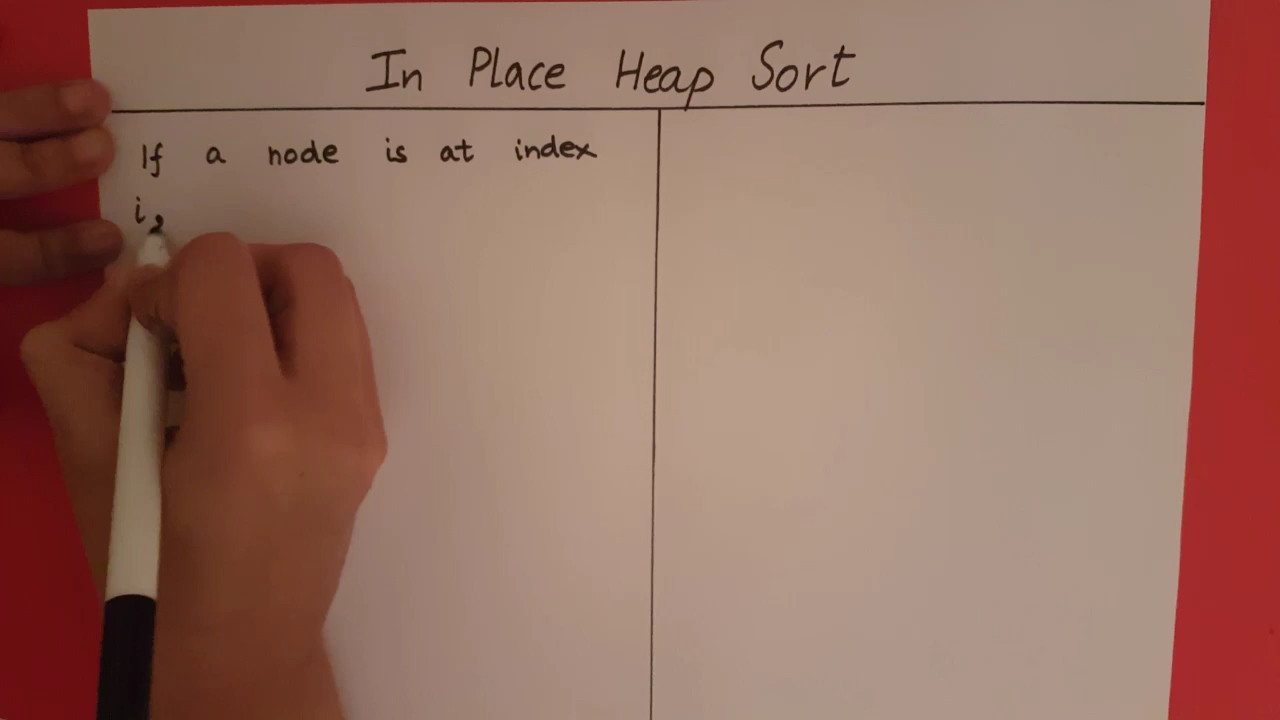 In Place Heap Sort
If a node is at index
i,